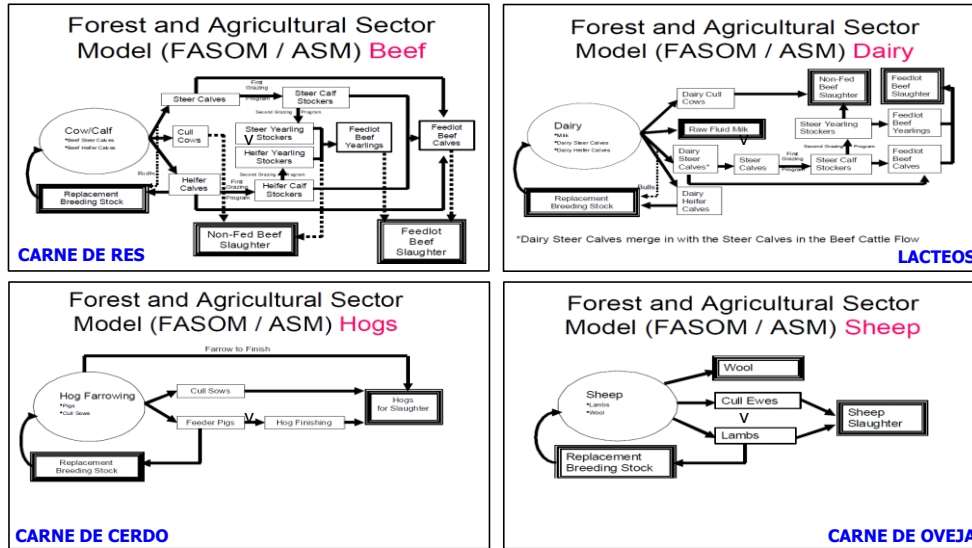 Forest and Agricultural Sector
Model (FASOM / ASM) Beef
Cow/Calf
*Beef Steer Calves
*Beef Heifer Calves
Steer Calves
First
Grazing
Program
Steer Calf
Stockers
Second Grazing
Program
Cull
Cows
Steer Yearling
Stockers
V
Heifer Yearling
Stockers
Feedlot
Beef
Yearlings
Feedlot
Beef
Calves
Bulls
Heifer
Calves
First
Grazing
Program
Second Grazing
Program
Heifer Calf
Stockers
Replacement
Breeding Stock
Non-Fed Beef
Slaughter
Feedlot
Beef
Slaughter
CARNE DE RES
Forest and Agricultural Sector
Model (FASOM / ASM) Dairy
Dairy
*Milk
*Dairy Steer Calves
*Dairy Heifer Calves
Dairy Cull
Cows
Non-Fed
Beef
Slaughter
Feedlot
Beef
Slaughter
Raw Fluid Milk
V
Steer Yearling
Stockers
Feedlot
Beef
Yearlings
Second Grazing
Program
Dairy
Steer
Calves*
Steer
Calves
First
Grazing
Program
Steer Calf
Stockers
Feedlot
Beef
Calves
Bulls
Dairy
Heifer
Calves
Replacement
Breeding Stock
*Dairy Steer Calves merge in with the Steer Calves in the Beef Cattle Flow
LACTEOS
Forest and Agricultural Sector
Model (FASOM / ASM) Hogs
Farrow to Finish
Hog Farrowing
*Pigs
*Cull Sows
Cull Sows
V
Feeder Pigs
Hog Finishing
Hogs
for Slaughter
Replacement
Breeding Stock
CARNE DE CERDO
Forest and Agricultural Sector
Model (FASOM / ASM) Sheep
Sheep
*Lambs
*Wool
Wool
Cull Ewes
V
Lambs
Sheep
Slaughter
Replacement
Breeding Stock
CARNE DE OVEJA